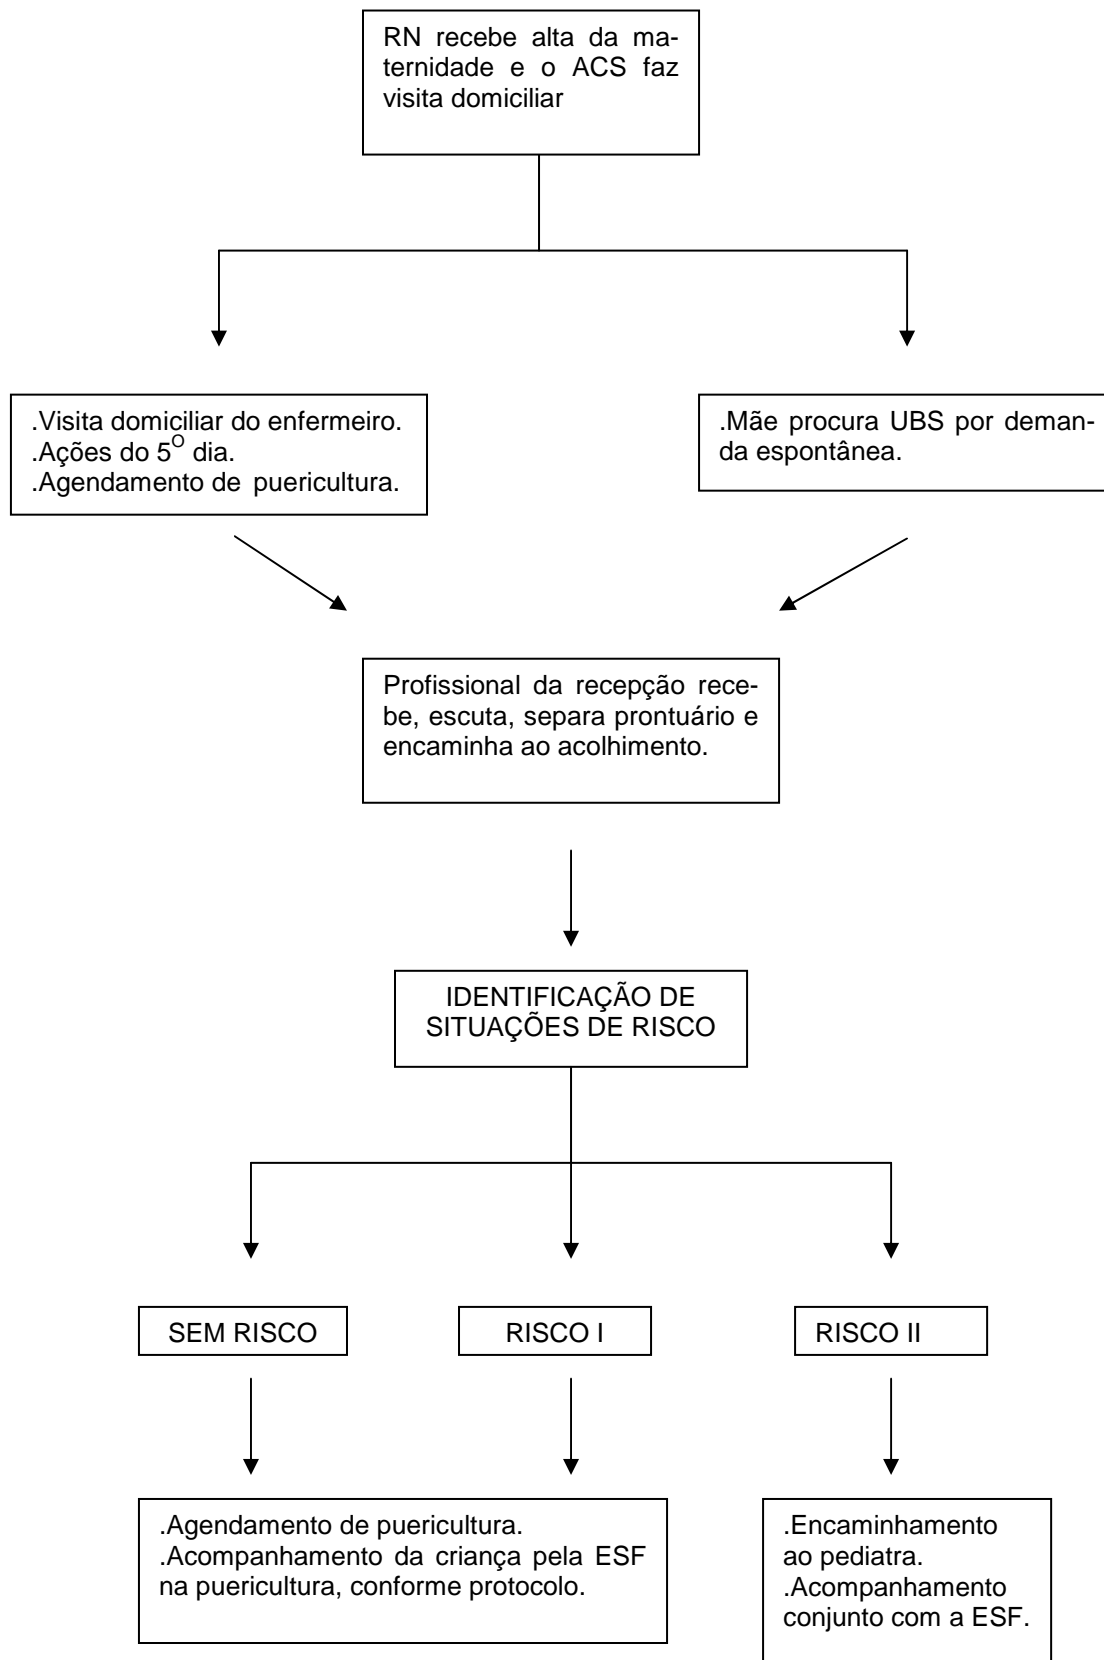 RN recebe alta da ma-
ternidade e o ACS faz
visita domiciliar
.Visita domiciliar do enfermeiro.
.Ações do 5º dia.
.Agendamento de puericultura.
.Mãe procura UBS por deman-
da espontânea.
Profissional da recepção rece-
be, escuta, separa prontuário e
encaminha ao acolhimento.
IDENTIFICAÇÃO DE
SITUAÇÕES DE RISCO
SEM RISCO
RISCO I
RISCO II
.Agendamento de puericultura.
.Acompanhamento da criança pela ESF
na puericultura, conforme protocolo.
.Encaminhamento
ao pediatra.
.Acompanhamento
conjunto com a ESF.